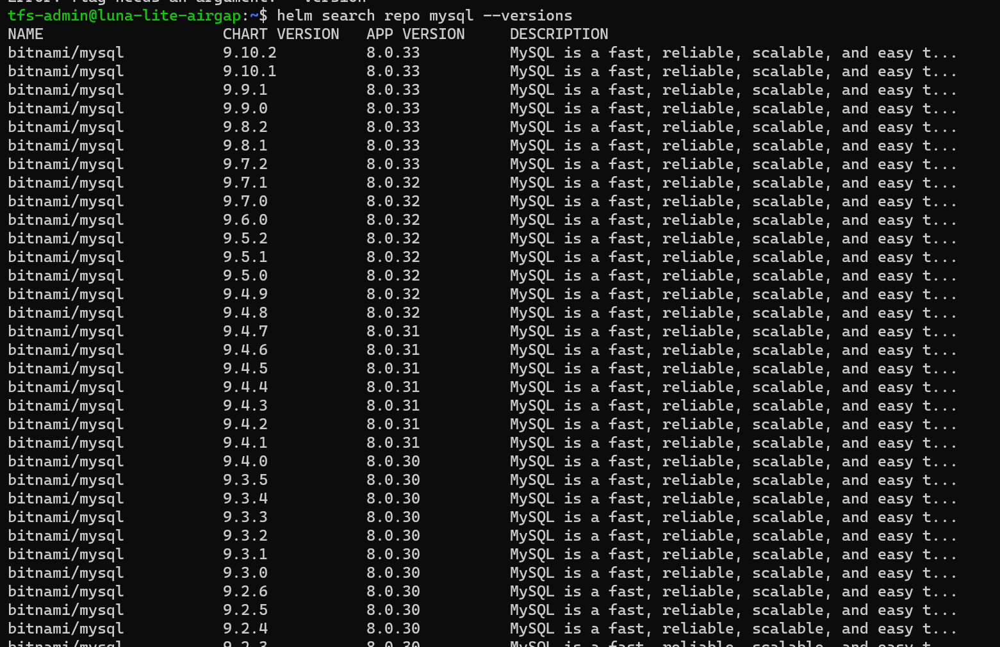 Error: flag needs an argument: --version
tfs-admin@luna-lite-airgap:~$ helm search repo mysql --versions
NAME CHART VERSION APP VERSION DESCRIPTION
bitnami/mysql 9.10.2 8.0.33 MySQL is a fast, reliable, scalable, and easy t...
bitnami/mysql 9.10.1 8.0.33 MySQL is a fast, reliable, scalable, and easy t...
bitnami/mysql 9.9.1 8.0.33 MySQL is a fast, reliable, scalable, and easy t...
bitnami/mysql 9.9.0 8.0.33 MySQL is a fast, reliable, scalable, and easy t...
bitnami/mysql 9.8.2 8.0.33 MySQL is a fast, reliable, scalable, and easy t...
bitnami/mysql 9.8.1 8.0.33 MySQL is a fast, reliable, scalable, and easy t...
bitnami/mysql 9.7.2 8.0.33 MySQL is a fast, reliable, scalable, and easy t...
bitnami/mysql 9.7.1 8.0.32 MySQL is a fast, reliable, scalable, and easy t...
bitnami/mysql 9.7.0 8.0.32 MySQL is a fast, reliable, scalable, and easy t...
bitnami/mysql 9.6.0 8.0.32 MySQL is a fast, reliable, scalable, and easy t...
bitnami/mysql 9.5.2 8.0.32 MySQL is a fast, reliable, scalable, and easy t...
bitnami/mysql 9.5.1 8.0.32 MySQL is a fast, reliable, scalable, and easy t...
bitnami/mysql 9.5.0 8.0.32 MySQL is a fast, reliable, scalable, and easy t...
bitnami/mysql 9.4.9 8.0.32 MySQL is a fast, reliable, scalable, and easy t...
bitnami/mysql 9.4.8 8.0.32 MySQL is a fast, reliable, scalable, and easy t...
bitnami/mysql 9.4.7 8.0.31 MySQL is a fast, reliable, scalable, and easy t...
bitnami/mysql 9.4.6 8.0.31 MySQL is a fast, reliable, scalable, and easy t...
bitnami/mysql 9.4.5 8.0.31 MySQL is a fast, reliable, scalable, and easy t...
bitnami/mysql 9.4.4 8.0.31 MySQL is a fast, reliable, scalable, and easy t...
bitnami/mysql 9.4.3 8.0.31 MySQL is a fast, reliable, scalable, and easy t...
bitnami/mysql 9.4.2 8.0.31 MySQL is a fast, reliable, scalable, and easy t...
bitnami/mysql 9.4.1 8.0.31 MySQL is a fast, reliable, scalable, and easy t...
bitnami/mysql 9.4.0 8.0.30 MySQL is a fast, reliable, scalable, and easy t...
bitnami/mysql 9.3.5 8.0.30 MySQL is a fast, reliable, scalable, and easy t...
bitnami/mysql 9.3.4 8.0.30 MySQL is a fast, reliable, scalable, and easy t...
bitnami/mysql 9.3.3 8.0.30 MySQL is a fast, reliable, scalable, and easy t...
bitnami/mysql 9.3.2 8.0.30 MySQL is a fast, reliable, scalable, and easy t...
bitnami/mysql 9.3.1 8.0.30 MySQL is a fast, reliable, scalable, and easy t...
bitnami/mysql 9.3.0 8.0.30 MySQL is a fast, reliable, scalable, and easy t...
bitnami/mysql 9.2.6 8.0.30 MySQL is a fast, reliable, scalable, and easy t...
bitnami/mysql 9.2.5 8.0.30 MySQL is a fast, reliable, scalable, and easy t...
bitnami/mysql 9.2.4 8.0.30 MySQL is a fast, reliable, scalable, and easy t...
bitnami/mysql 9.2.3 8.0.30 MySQL is a fast, reliable, scalable, and easy t...